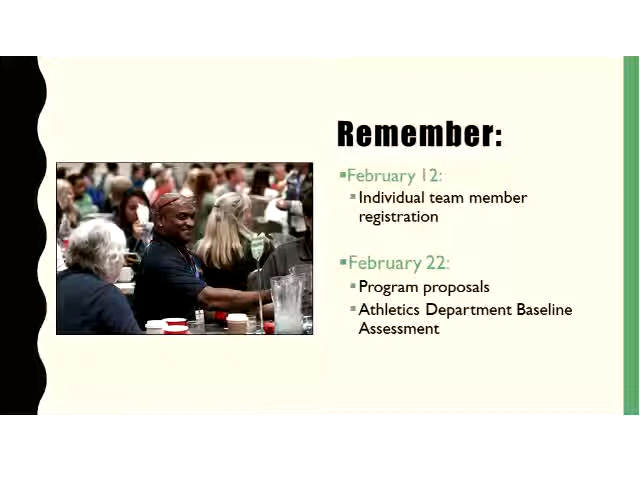 Remember:
▪February 12:
▪Individual team member
registration
▪February 22:
▪Program proposals
▪Athletics Department Baseline
Assessment